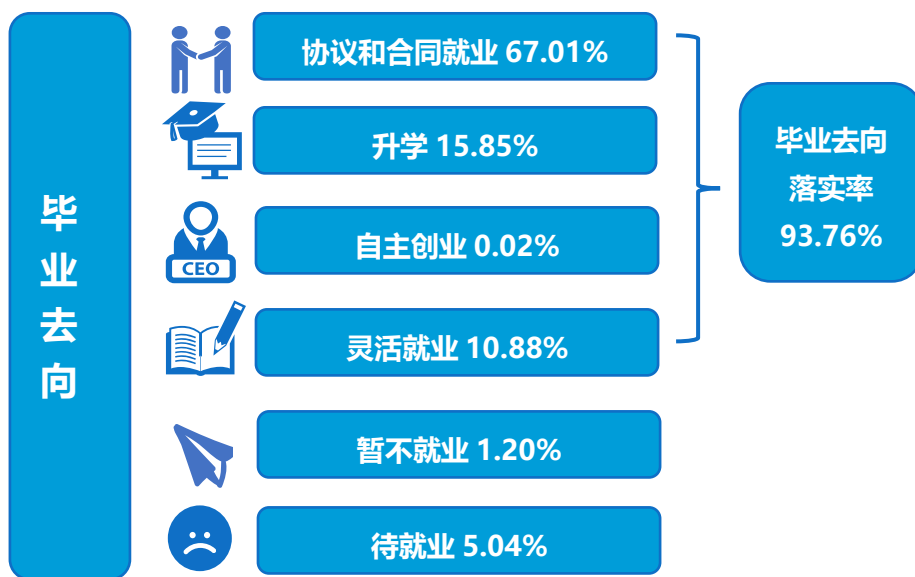 毕业去向
协议和合同就业 67.01%
升学 15.85%
CEO
自主创业 0.02%
灵活就业 10.88%
暂不就业 1.20%
待就业 5.04%
毕业去向
落实率
93.76%